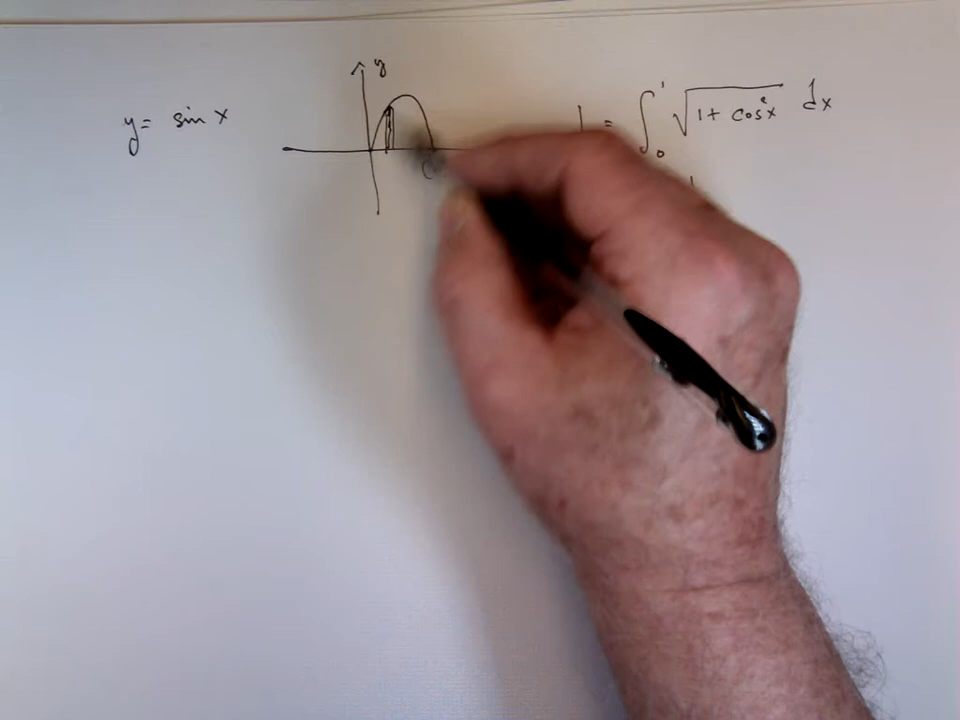 y
y = sin x
= ∫₀¹ √(1 + cos²x) dx